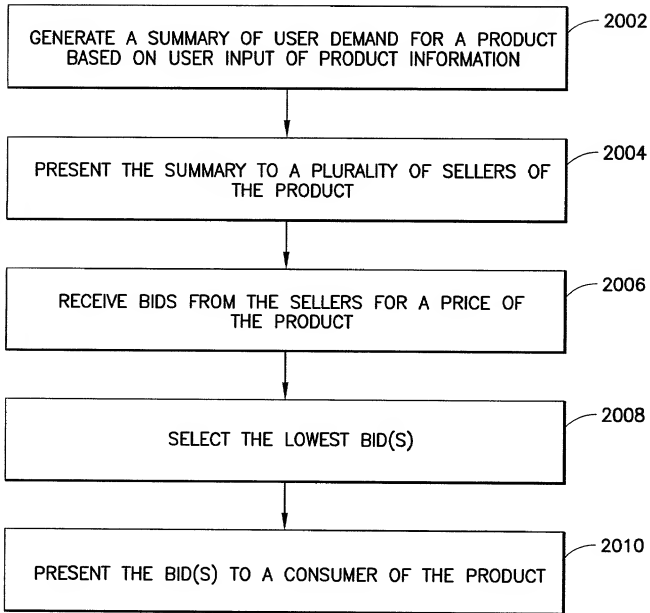 GENERATE A SUMMARY OF USER DEMAND FOR A PRODUCT
BASED ON USER INPUT OF PRODUCT INFORMATION
2002
PRESENT THE SUMMARY TO A PLURALITY OF SELLERS OF
THE PRODUCT
2004
RECEIVE BIDS FROM THE SELLERS FOR A PRICE OF
THE PRODUCT
2006
SELECT THE LOWEST BID(S)
2008
PRESENT THE BID(S) TO A CONSUMER OF THE PRODUCT
2010